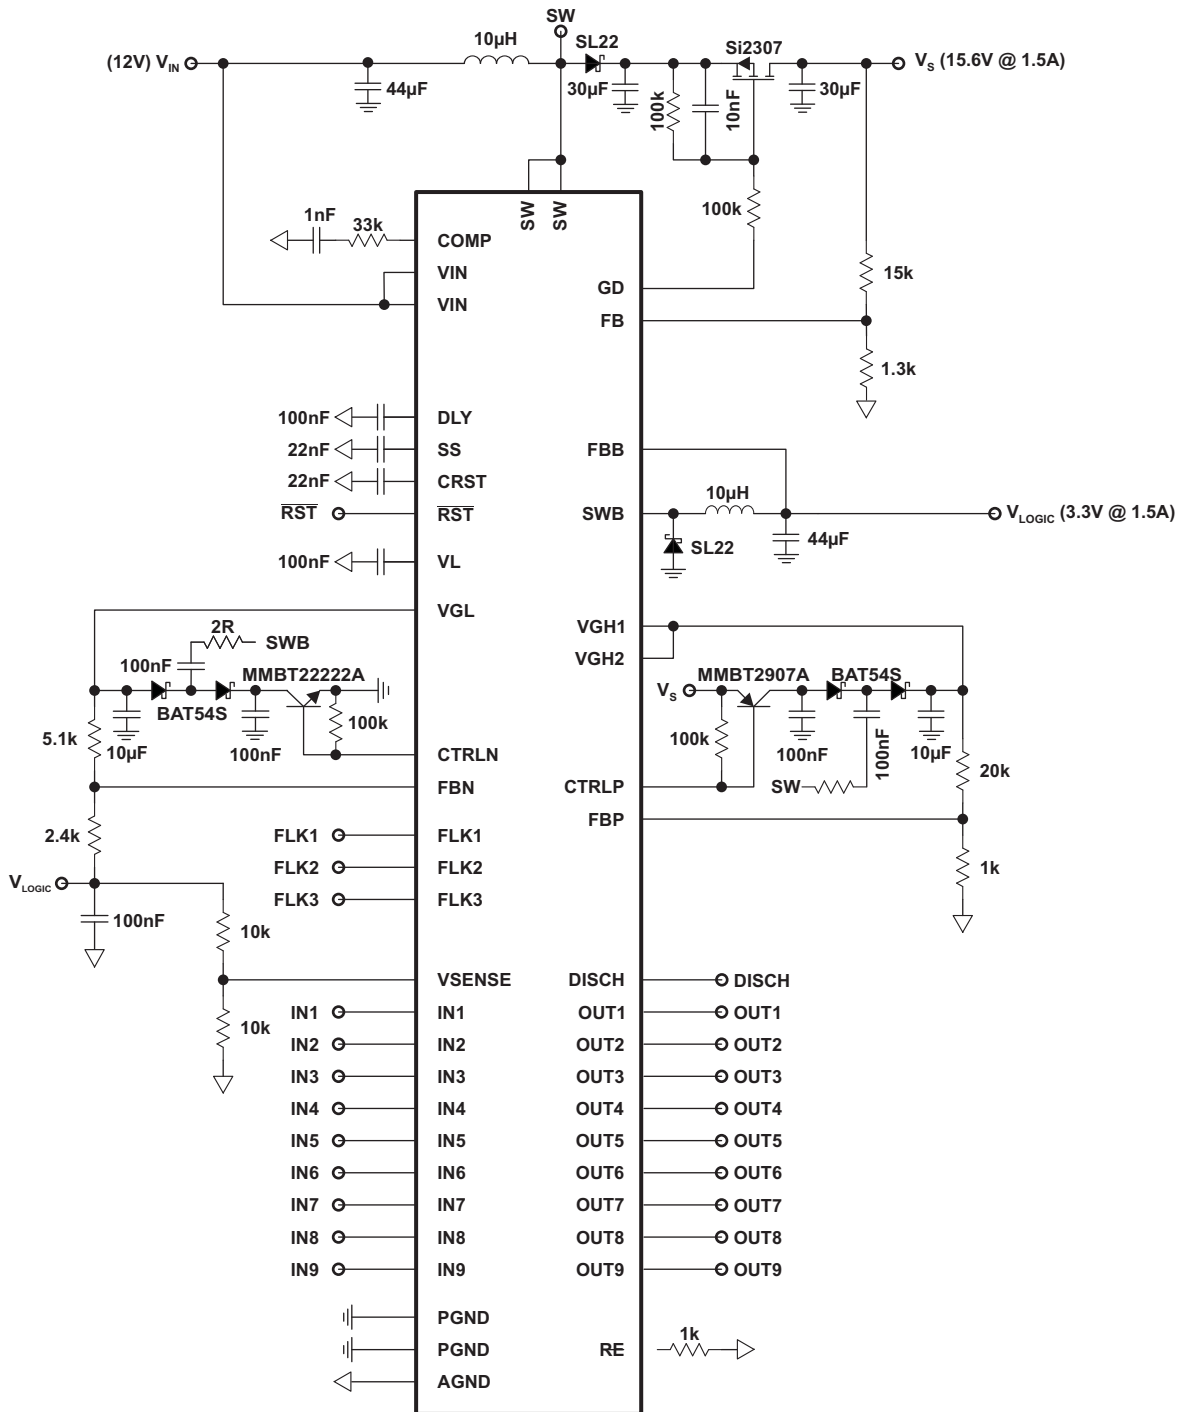 SW
10µH
SL22
Si2307
(12V) VIN
VS (15.6V @ 1.5A)
44µF
30µF
100k
10nF
30µF
SW
SW
100k
1nF
33k
COMP
VIN
VIN
GD
FB
15k
1.3k
100nF
DLY
22nF
SS
22nF
CRST
RST
RST
100nF
VL
FBB
10µH
SWB
VLOGIC (3.3V @ 1.5A)
SL22
44µF
VGL
VGH1
VGH2
2R
SWB
100nF
MMBT22222A
BAT54S
100k
5.1k
10µF
100nF
CTRLN
FBN
2.4k
MMBT2907A
BAT54S
VS
100k
100nF
100nF
10µF
SW
20k
CTRLP
FBP
1k
FLK1
FLK1
FLK2
FLK2
FLK3
FLK3
VLOGIC
100nF
10k
10k
VSENSE
DISCH
DISCH
IN1
IN1
OUT1
OUT1
IN2
IN2
OUT2
OUT2
IN3
IN3
OUT3
OUT3
IN4
IN4
OUT4
OUT4
IN5
IN5
OUT5
OUT5
IN6
IN6
OUT6
OUT6
IN7
IN7
OUT7
OUT7
IN8
IN8
OUT8
OUT8
IN9
IN9
OUT9
OUT9
PGND
PGND
AGND
RE
1k